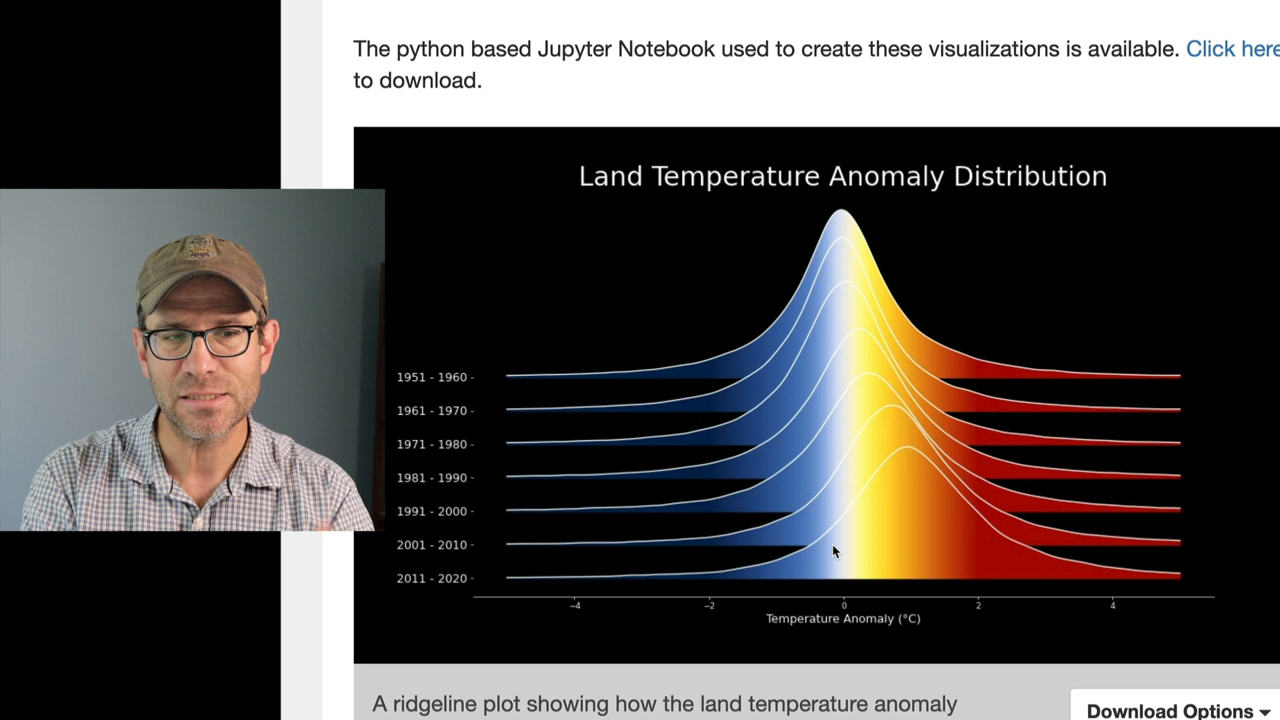 The python based Jupyter Notebook used to create these visualizations is available. Click here
to download.
Land Temperature Anomaly Distribution
1951 - 1960 -
1961 - 1970 -
1971 - 1980 -
1981 - 1990 -
1991 - 2000 -
2001 - 2010 -
2011 - 2020 -
−4 −2 0 2 4
Temperature Anomaly (°C)
A ridgeline plot showing how the land temperature anomaly
Download Options